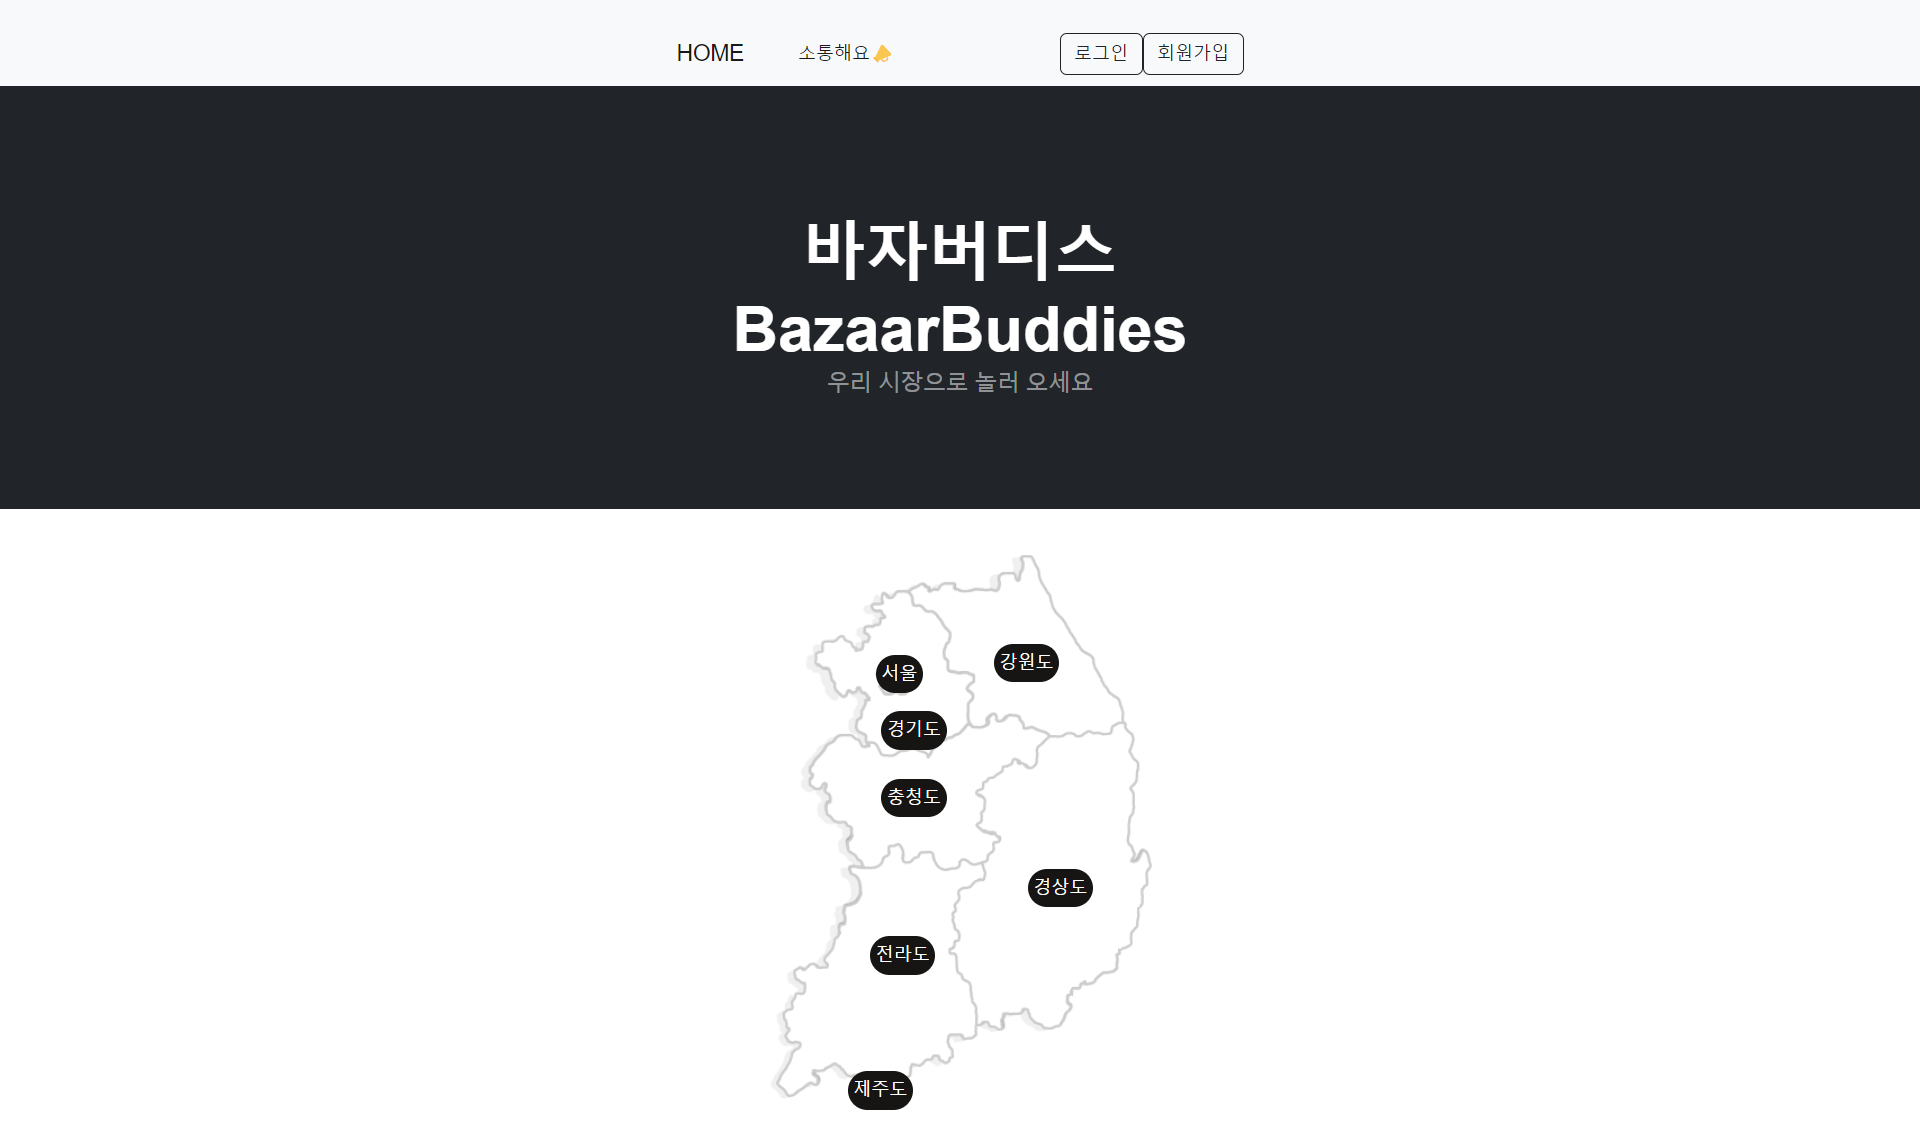 HOME 소통해요 로그인 회원가입
바자버디스
BazaarBuddies
우리 시장으로 놀러 오세요
강원도
서울
경기도
충청도
경상도
전라도
제주도